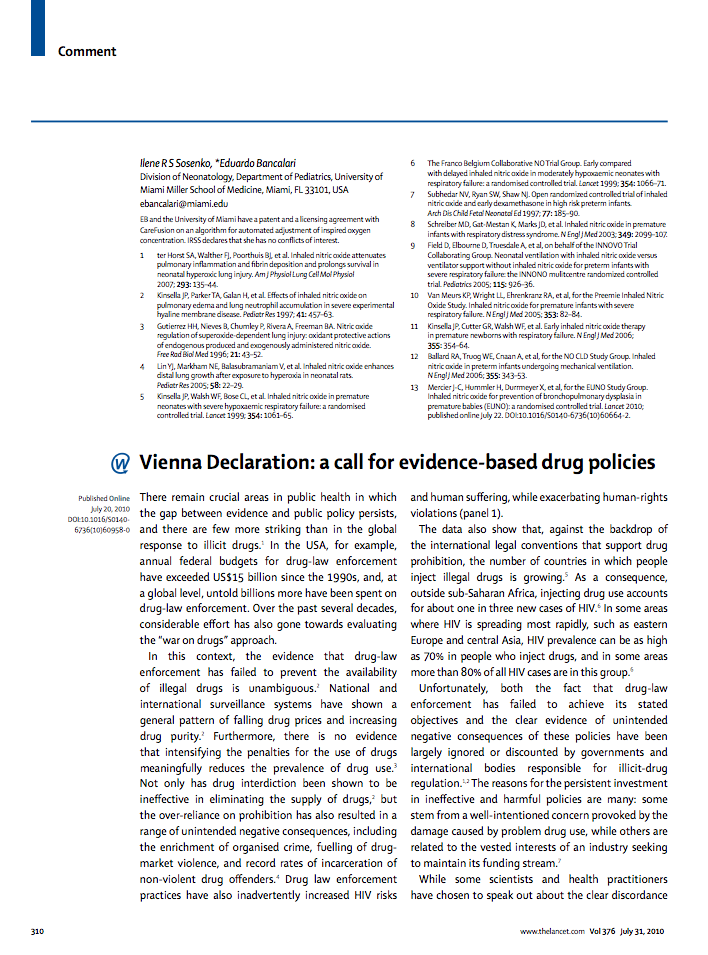 Comment
Ilene R S Sosenko, *Eduardo Bancalari
Division of Neonatology, Department of Pediatrics, University of
Miami Miller School of Medicine, Miami, FL 33101, USA
ebancalari@miami.edu
EB and the University of Miami have a patent and a licensing agreement with
CareFusion on an algorithm for automated adjustment of inspired oxygen
concentration. IRSS declares that she has no conflicts of interest.
1 ter Horst SA, Walther FJ, Poorthuis BJ, et al. Inhaled nitric oxide attenuates
pulmonary inflammation and fibrin deposition and prolongs survival in
neonatal hyperoxic lung injury. Am J Physiol Lung Cell Mol Physiol
2007; 293: 135–44.
2 Kinsella JP, Parker TA, Galan H, et al. Effects of inhaled nitric oxide on
pulmonary edema and lung neutrophil accumulation in severe experimental
hyaline membrane disease. Pediatr Res 1997; 41: 457–63.
3 Gutierrez HH, Nieves B, Chumley P, Rivera A, Freeman BA. Nitric oxide
regulation of superoxide-dependent lung injury: oxidant protective actions
of endogenous produced and exogenously administered nitric oxide.
Free Rad Biol Med 1996; 21: 43–52.
4 Lin YJ, Markham NE, Balasubramaniam V, et al. Inhaled nitric oxide enhances
distal lung growth after exposure to hyperoxia in neonatal rats.
Pediatr Res 2005; 58: 22–29.
5 Kinsella JP, Walsh WF, Bose CL, et al. Inhaled nitric oxide in premature
neonates with severe hypoxaemic respiratory failure: a randomised
controlled trial. Lancet 1999; 354: 1061–65.
6 The Franco Belgium Collaborative NO Trial Group. Early compared
with delayed inhaled nitric oxide in moderately hypoxaemic neonates with
respiratory failure: a randomised controlled trial. Lancet 1999; 354: 1066–71.
7 Subhedar NV, Ryan SW, Shaw NJ. Open randomized controlled trial of inhaled
nitric oxide and early dexamethasone in high risk preterm infants.
Arch Dis Child Fetal Neonatal Ed 1997; 77: 185–90.
8 Schreiber MD, Gat-Mestan K, Marks JD, et al. Inhaled nitric oxide in premature
infants with respiratory distress syndrome. N Engl J Med 2003; 349: 2099–107.
9 Field D, Elbourne D, Truesdale A, et al, on behalf of the INNOVO Trial
Collaborating Group. Neonatal ventilation with inhaled nitric oxide versus
ventilator support without inhaled nitric oxide for preterm infants with
severe respiratory failure: the INNONO mulitcentre randomized controlled
trial. Pediatrics 2005; 115: 926–36.
10 Van Meurs KP, Wright LL, Ehrenkranz RA, et al, for the Preemie Inhaled Nitric
Oxide Study. Inhaled nitric oxide for premature infants with severe
respiratory failure. N Engl J Med 2005; 353: 82–84.
11 Kinsella JP, Cutter GR, Walsh WF, et al. Early inhaled nitric oxide therapy
in premature newborns with respiratory failure. N Engl J Med 2006;
355: 354–64.
12 Ballard RA, Truog WE, Cnaan A, et al, for the NO CLD Study Group. Inhaled
nitric oxide in preterm infants undergoing mechanical ventilation.
N Engl J Med 2006; 355: 343–53.
13 Mercier J-C, Hummler H, Durrmeyer X, et al, for the EUNO Study Group.
Inhaled nitric oxide for prevention of bronchopulmonary dysplasia in
premature babies (EUNO): a randomised controlled trial. Lancet 2010;
published online July 22. DOI:10.1016/S0140-6736(10)60664-2.
W Vienna Declaration: a call for evidence-based drug policies
Published Online
July 20, 2010
DOI:10.1016/S0140-
6736(10)60958-0
There remain crucial areas in public health in which
the gap between evidence and public policy persists,
and there are few more striking than in the global
response to illicit drugs.1 In the USA, for example,
annual federal budgets for drug-law enforcement
have exceeded US$15 billion since the 1990s, and, at
a global level, untold billions more have been spent on
drug-law enforcement. Over the past several decades,
considerable effort has also gone towards evaluating
the “war on drugs” approach.
In this context, the evidence that drug-law
enforcement has failed to prevent the availability
of illegal drugs is unambiguous.2 National and
international surveillance systems have shown a
general pattern of falling drug prices and increasing
drug purity.2 Furthermore, there is no evidence
that intensifying the penalties for the use of drugs
meaningfully reduces the prevalence of drug use.3
Not only has drug interdiction been shown to be
ineffective in eliminating the supply of drugs,2 but
the over-reliance on prohibition has also resulted in a
range of unintended negative consequences, including
the enrichment of organised crime, fuelling of drug-
market violence, and record rates of incarceration of
non-violent drug offenders.4 Drug law enforcement
practices have also inadvertently increased HIV risks
and human suffering, while exacerbating human-rights
violations (panel 1).
The data also show that, against the backdrop of
the international legal conventions that support drug
prohibition, the number of countries in which people
inject illegal drugs is growing.5 As a consequence,
outside sub-Saharan Africa, injecting drug use accounts
for about one in three new cases of HIV.6 In some areas
where HIV is spreading most rapidly, such as eastern
Europe and central Asia, HIV prevalence can be as high
as 70% in people who inject drugs, and in some areas
more than 80% of all HIV cases are in this group.6
Unfortunately, both the fact that drug-law
enforcement has failed to achieve its stated
objectives and the clear evidence of unintended
negative consequences of these policies have been
largely ignored or discounted by governments and
international bodies responsible for illicit-drug
regulation.1,2 The reasons for the persistent investment
in ineffective and harmful policies are many: some
stem from a well-intentioned concern provoked by the
damage caused by problem drug use, while others are
related to the vested interests of an industry seeking
to maintain its funding stream.7
While some scientists and health practitioners
have chosen to speak out about the clear discordance
310
www.thelancet.com Vol 376 July 31, 2010